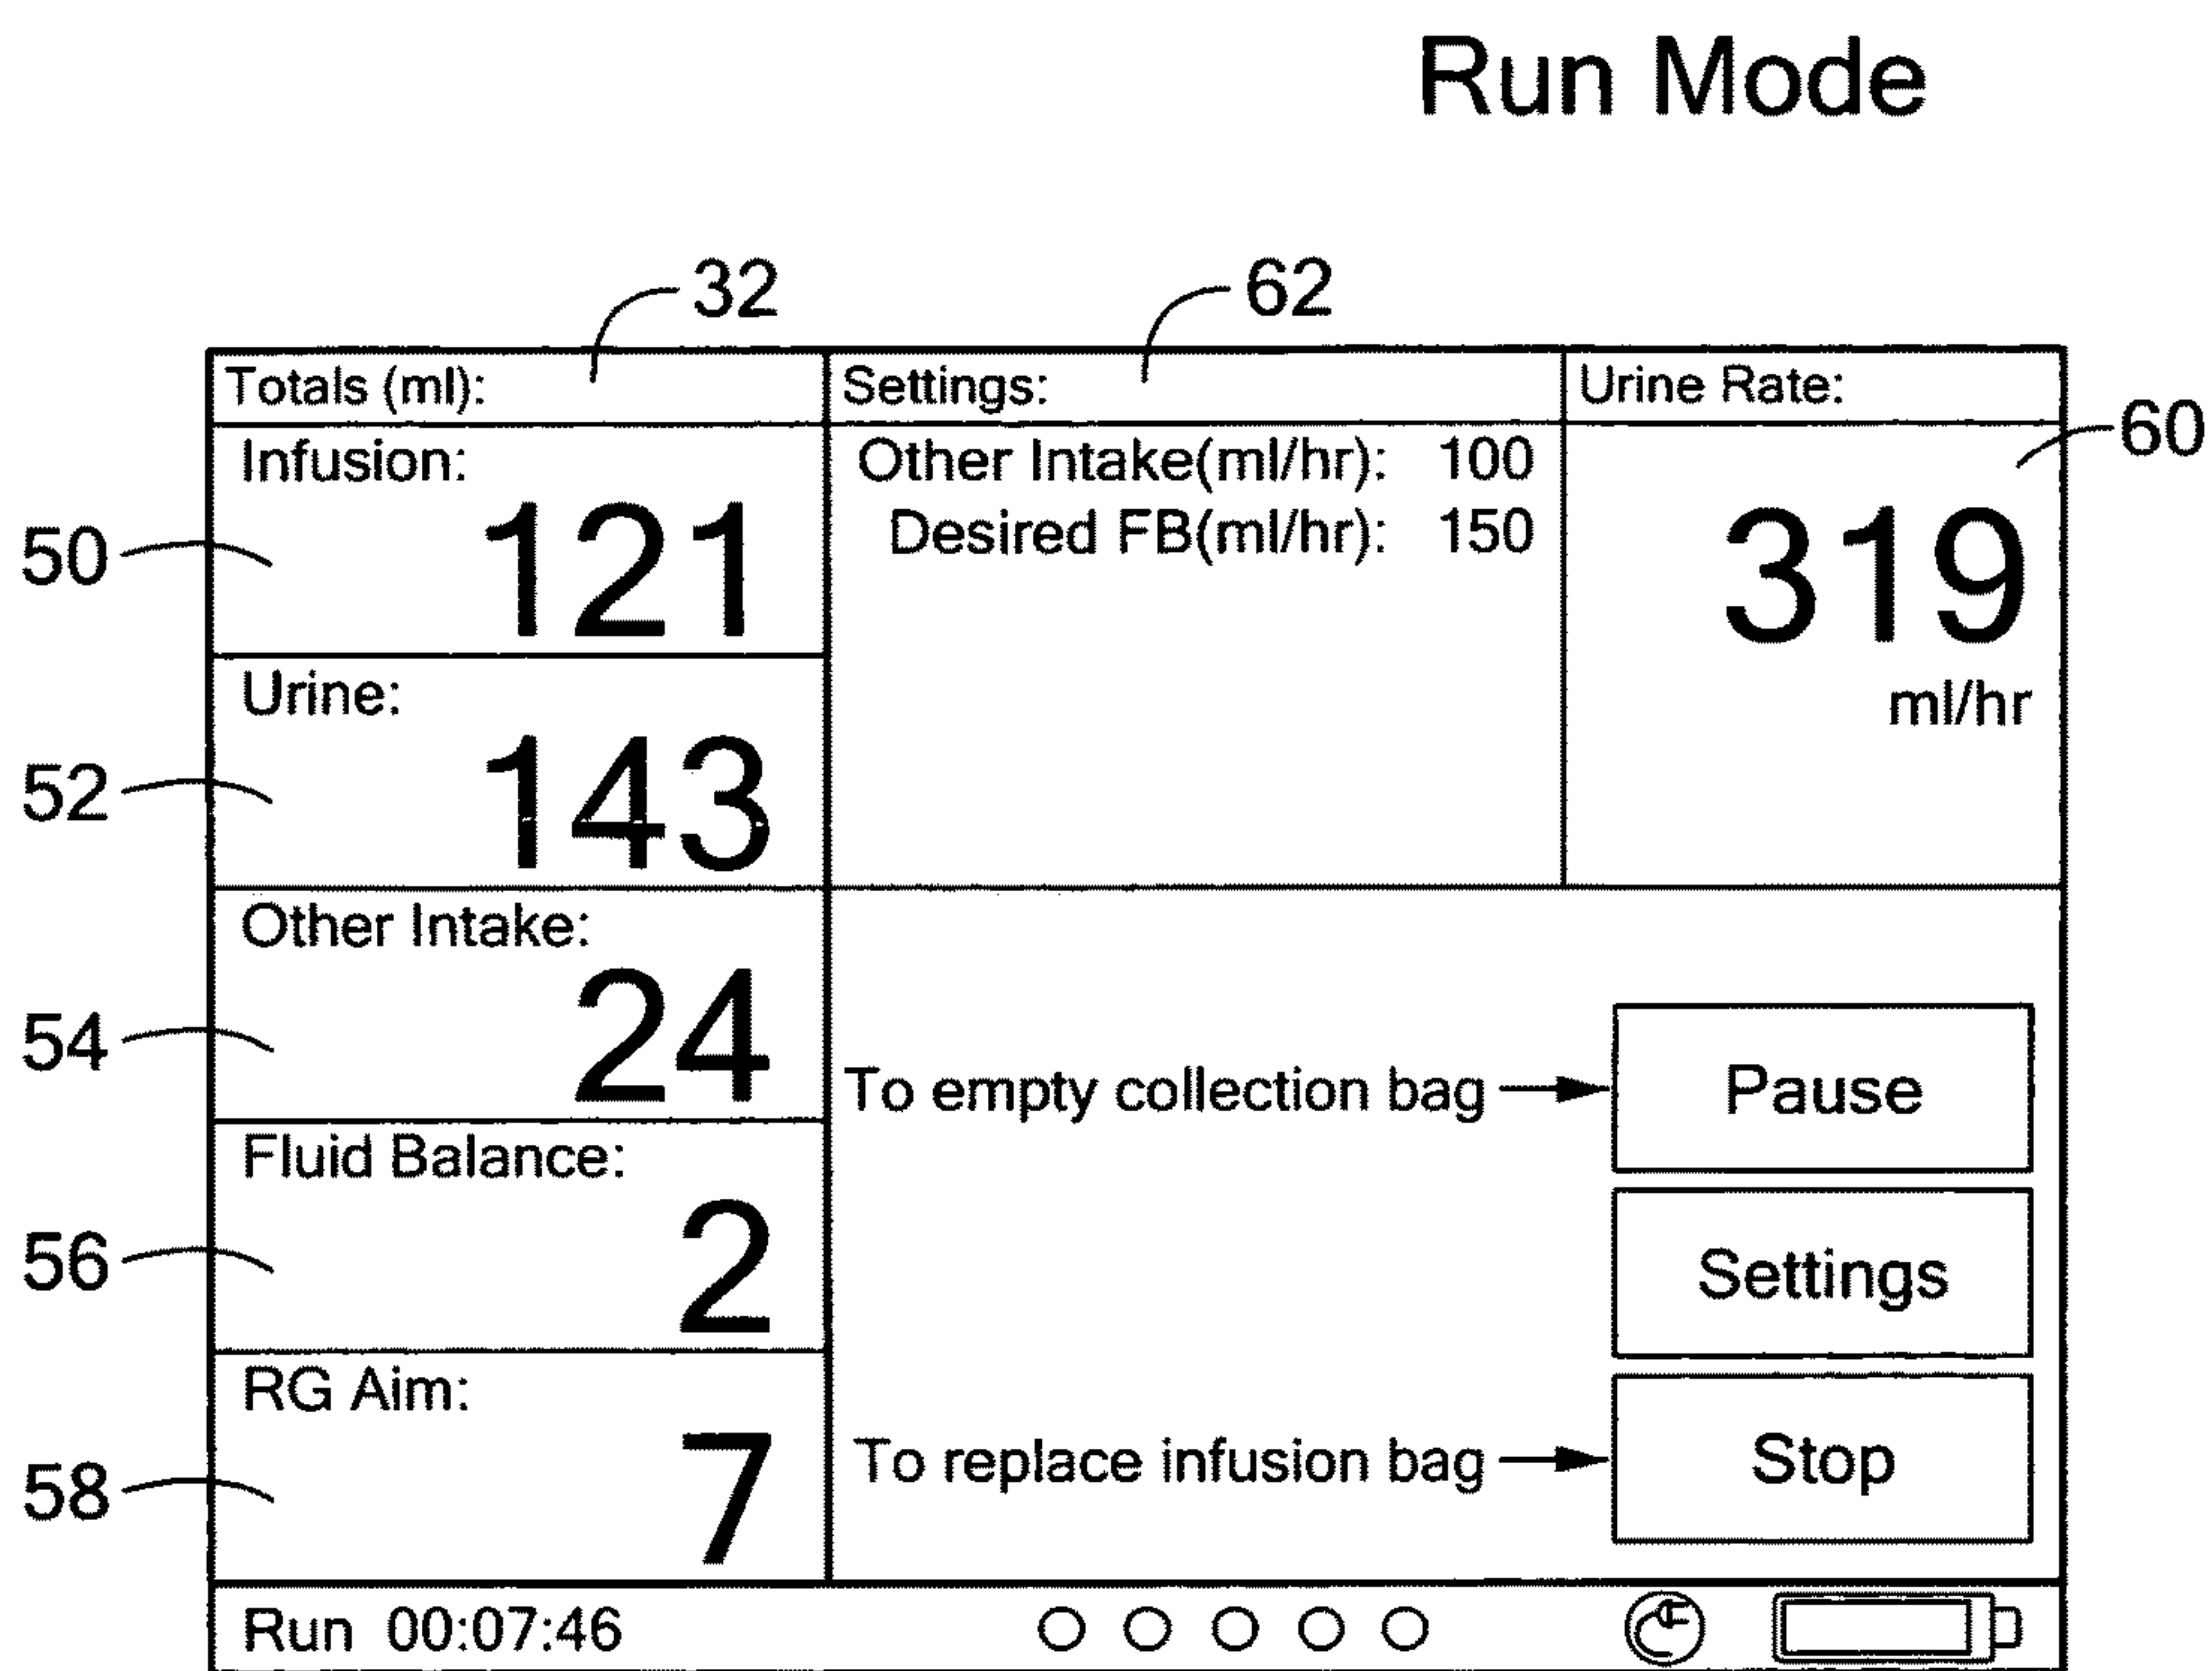 Run Mode
32
62
Totals (ml):
Settings:
Urine Rate:
60
Infusion:
121
50
Other Intake(ml/hr): 100
Desired FB(ml/hr): 150
319
ml/hr
Urine:
143
52
Other Intake:
24
54
To empty collection bag
Pause
Fluid Balance:
2
56
Settings
RG Aim:
7
58
To replace infusion bag
Stop
Run 00:07:46